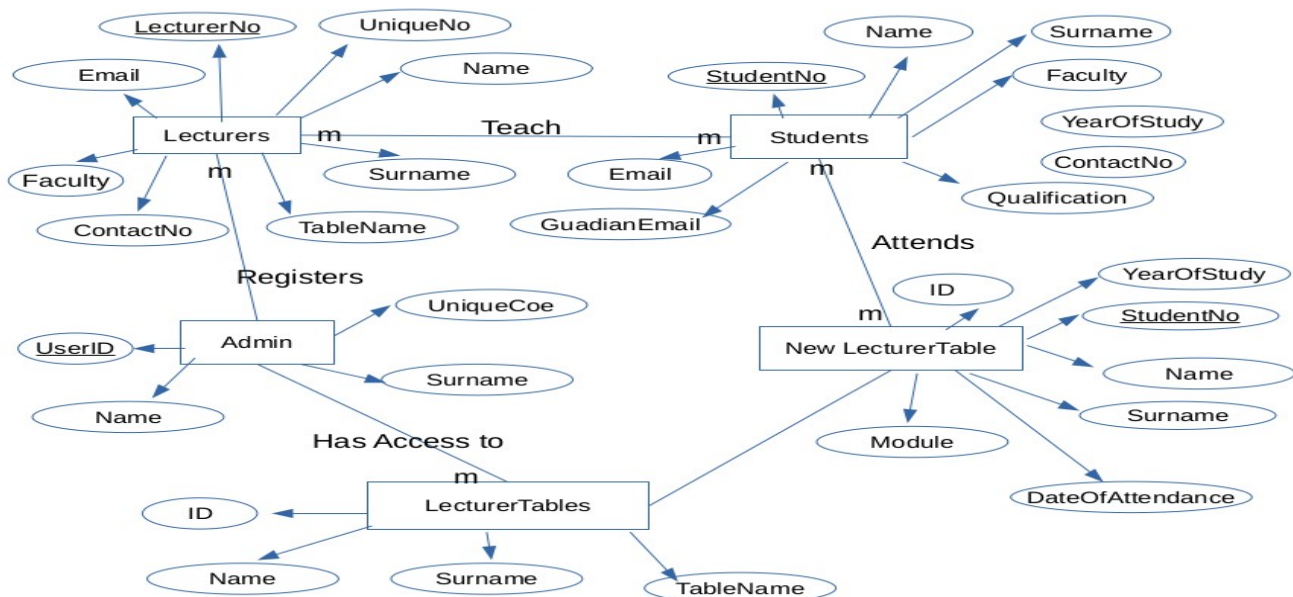 LecturerNo
UniqueNo
Name
Surname
Email
Name
StudentNo
Faculty
Lecturers
m
Teach
m
Students
YearOfStudy
m
m
ContactNo
Faculty
Surname
Email
Qualification
ContactNo
TableName
GuadianEmail
Attends
Registers
YearOfStudy
ID
UniqueCoe
m
StudentNo
UserID
Admin
New LecturerTable
Name
Surname
Name
Surname
Has Access to
Module
m
DateOfAttendance
ID
LecturerTables
Name
Surname
TableName